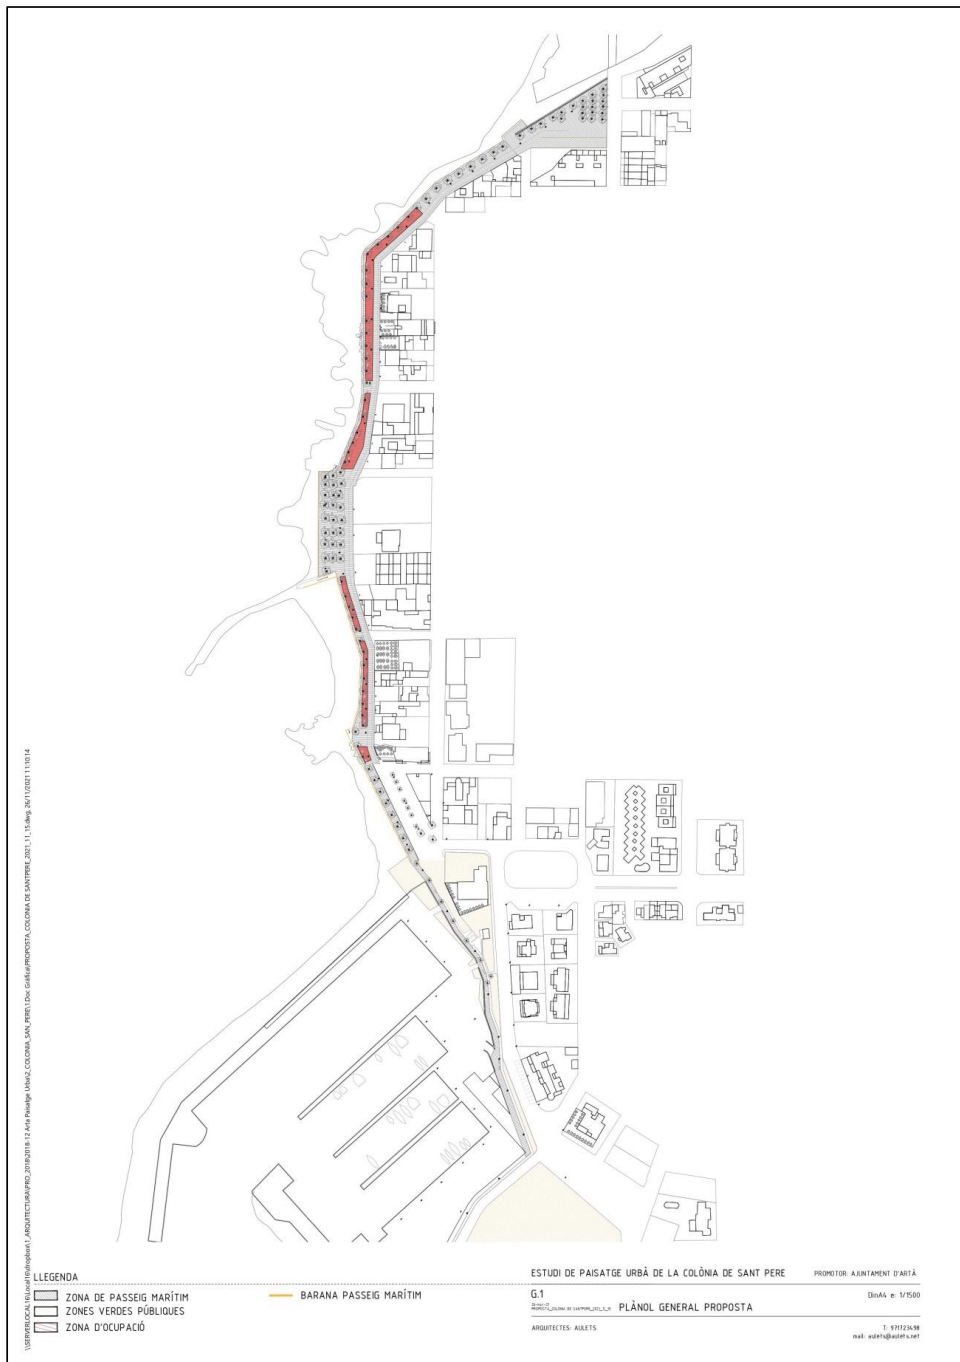 LLEGENDA
ZONA DE PASSEIG MARÍTIM
ZONES VERDES PÚBLIQUES
ZONA D'OCUPACIÓ
BARANA PASSEIG MARÍTIM
ESTUDI DE PAISATGE URBÀ DE LA COLÒNIA DE SANT PERE
PROMOTOR: AJUNTAMENT D'ARTÀ
G.1
DinA4 e: 1/1500
PLÀNOL GENERAL PROPOSTA
ARQUITECTES: AULETS
T: 971723498
mail: aulets@aulets.net